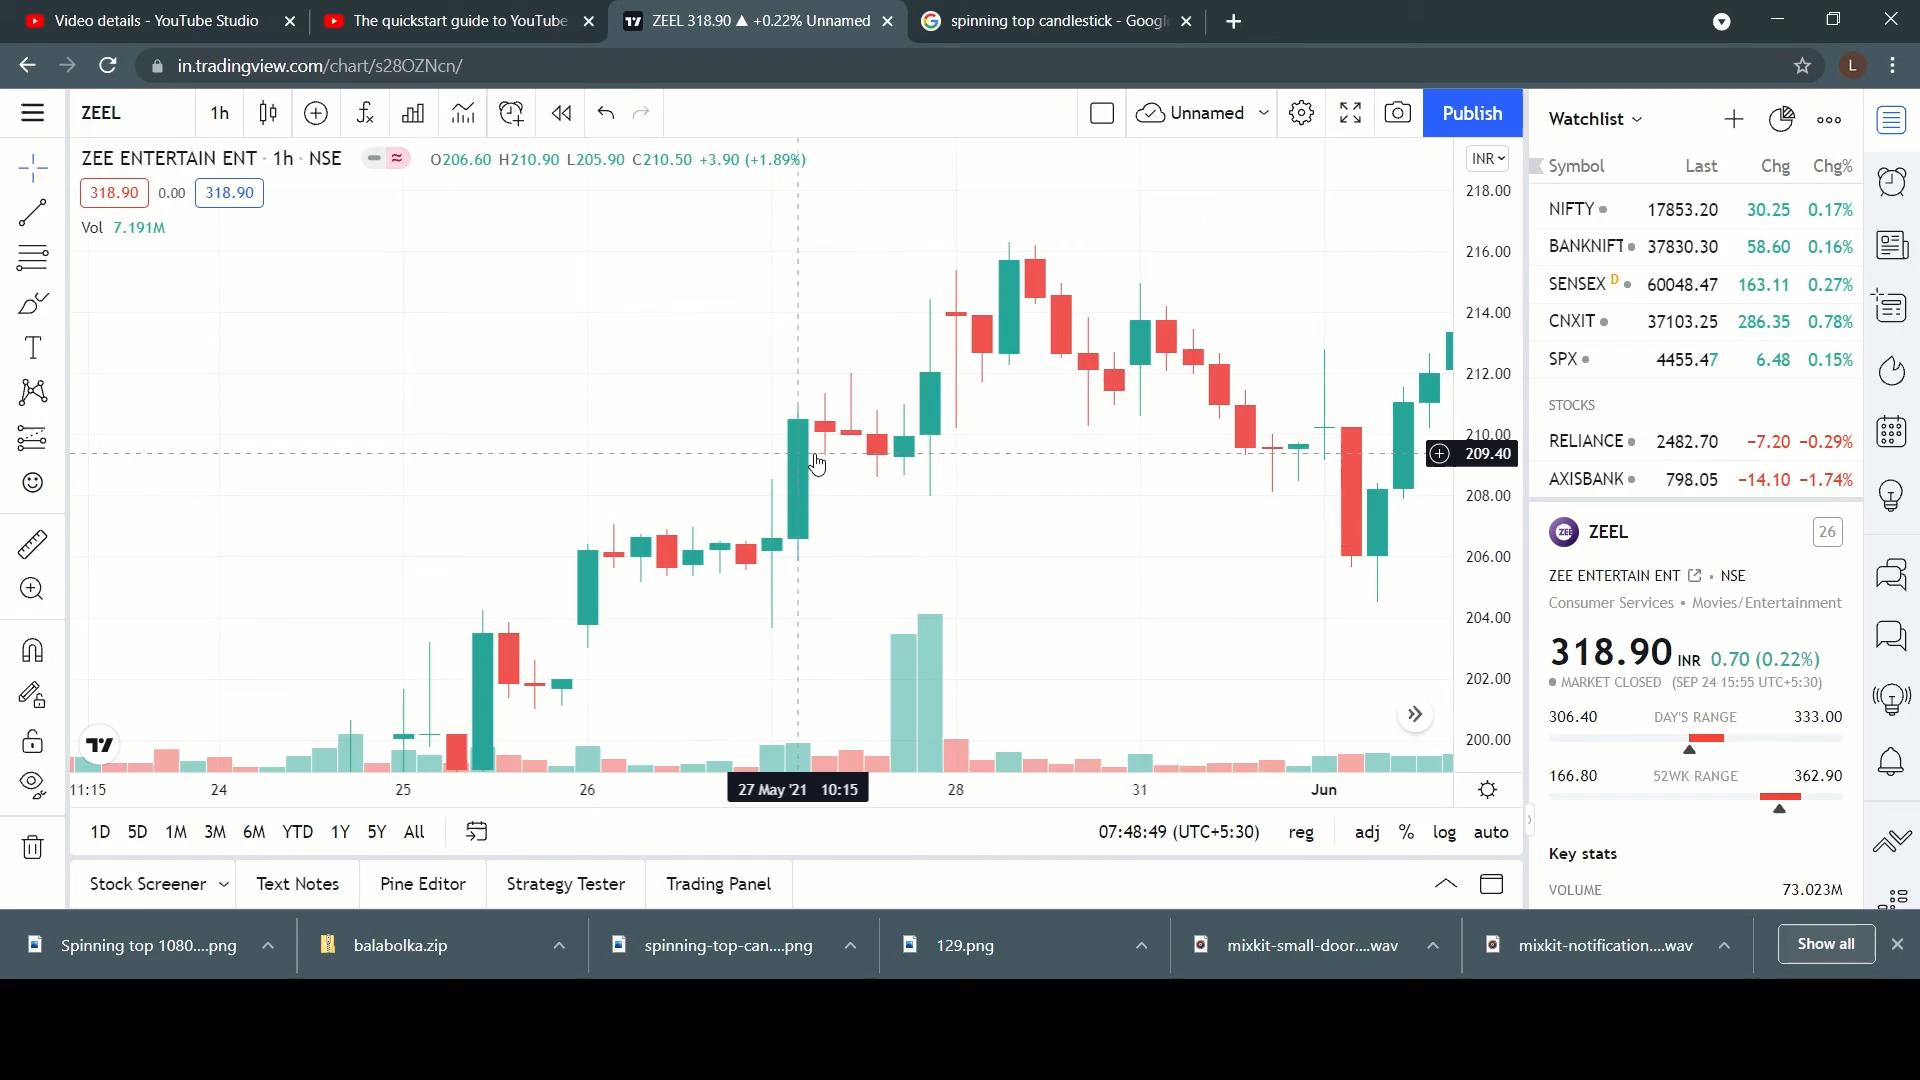 Video details - YouTube Studio
The quickstart guide to YouTube
ZEEL 318.90 ▲ +0.22% Unnamed
spinning top candlestick - Googl
in.tradingview.com/chart/s28OZNcn/
L
ZEEL
1h
Unnamed
Publish
ZEE ENTERTAIN ENT · 1h · NSE
O206.60 H210.90 L205.90 C210.50 +3.90 (+1.89%)
318.90 0.00 318.90
Vol 7.191M
INR
218.00
216.00
214.00
212.00
210.00
209.40
208.00
206.00
204.00
202.00
200.00
11:15
24
25
26
27 May '21 10:15
28
31
Jun
1D 5D 1M 3M 6M YTD 1Y 5Y All
07:48:49 (UTC+5:30) reg adj % log auto
Stock Screener
Text Notes
Pine Editor
Strategy Tester
Trading Panel
Watchlist
Symbol Last Chg Chg%
NIFTY 17853.20 30.25 0.17%
BANKNIFT 37830.30 58.60 0.16%
SENSEX D 60048.47 163.11 0.27%
CNXIT 37103.25 286.35 0.78%
SPX 4455.47 6.48 0.15%
STOCKS
RELIANCE 2482.70 −7.20 −0.29%
AXISBANK 798.05 −14.10 −1.74%
ZEE ZEEL 26
ZEE ENTERTAIN ENT · NSE
Consumer Services • Movies/Entertainment
318.90 INR 0.70 (0.22%)
MARKET CLOSED (SEP 24 15:55 UTC+5:30)
306.40 DAY'S RANGE 333.00
166.80 52WK RANGE 362.90
Key stats
VOLUME 73.023M
Spinning top 1080....png
balabolka.zip
spinning-top-can....png
129.png
mixkit-small-door....wav
mixkit-notification....wav
Show all